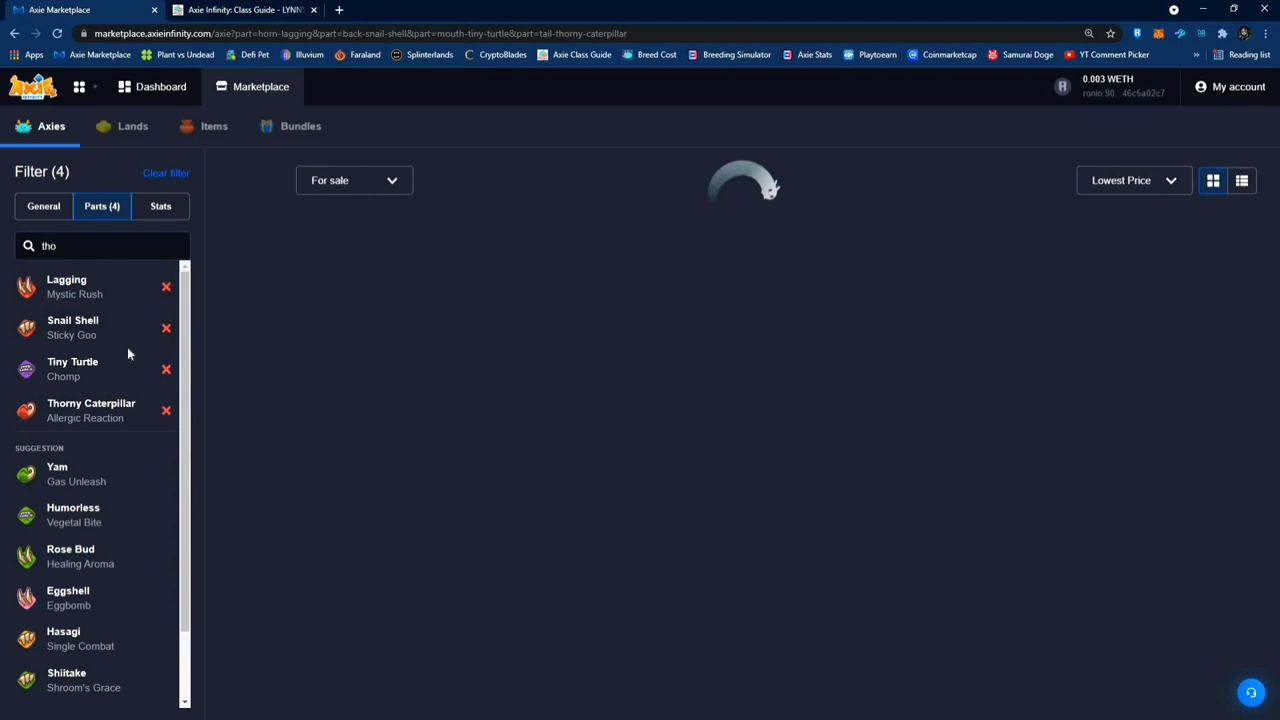 Axie Marketplace
Axie Infinity: Class Guide - LYNN
marketplace.axieinfinity.com/axie?part=horn-lagging&part=back-snail-shell&part=mouth-tiny-turtle&part=tail-thorny-caterpillar
Apps
Axie Marketplace
Plant vs Undead
Defi Pet
Illuvium
Faraland
Splinterlands
CryptoBlades
Axie Class Guide
Breed Cost
Breeding Simulator
Axie Stats
Playtoearn
Coinmarketcap
Samurai Doge
YT Comment Picker
»
Reading list
AXIE
Dashboard
Marketplace
0.003 WETH
ronin:90...46c5a02c7
My account
Axies
Lands
Items
Bundles
Filter (4)
Clear filter
General
Parts (4)
Stats
For sale
Lowest Price
tho
Lagging
Mystic Rush
Snail Shell
Sticky Goo
Tiny Turtle
Chomp
Thorny Caterpillar
Allergic Reaction
SUGGESTION
Yam
Gas Unleash
Humorless
Vegetal Bite
Rose Bud
Healing Aroma
Eggshell
Eggbomb
Hasagi
Single Combat
Shiitake
Shroom's Grace